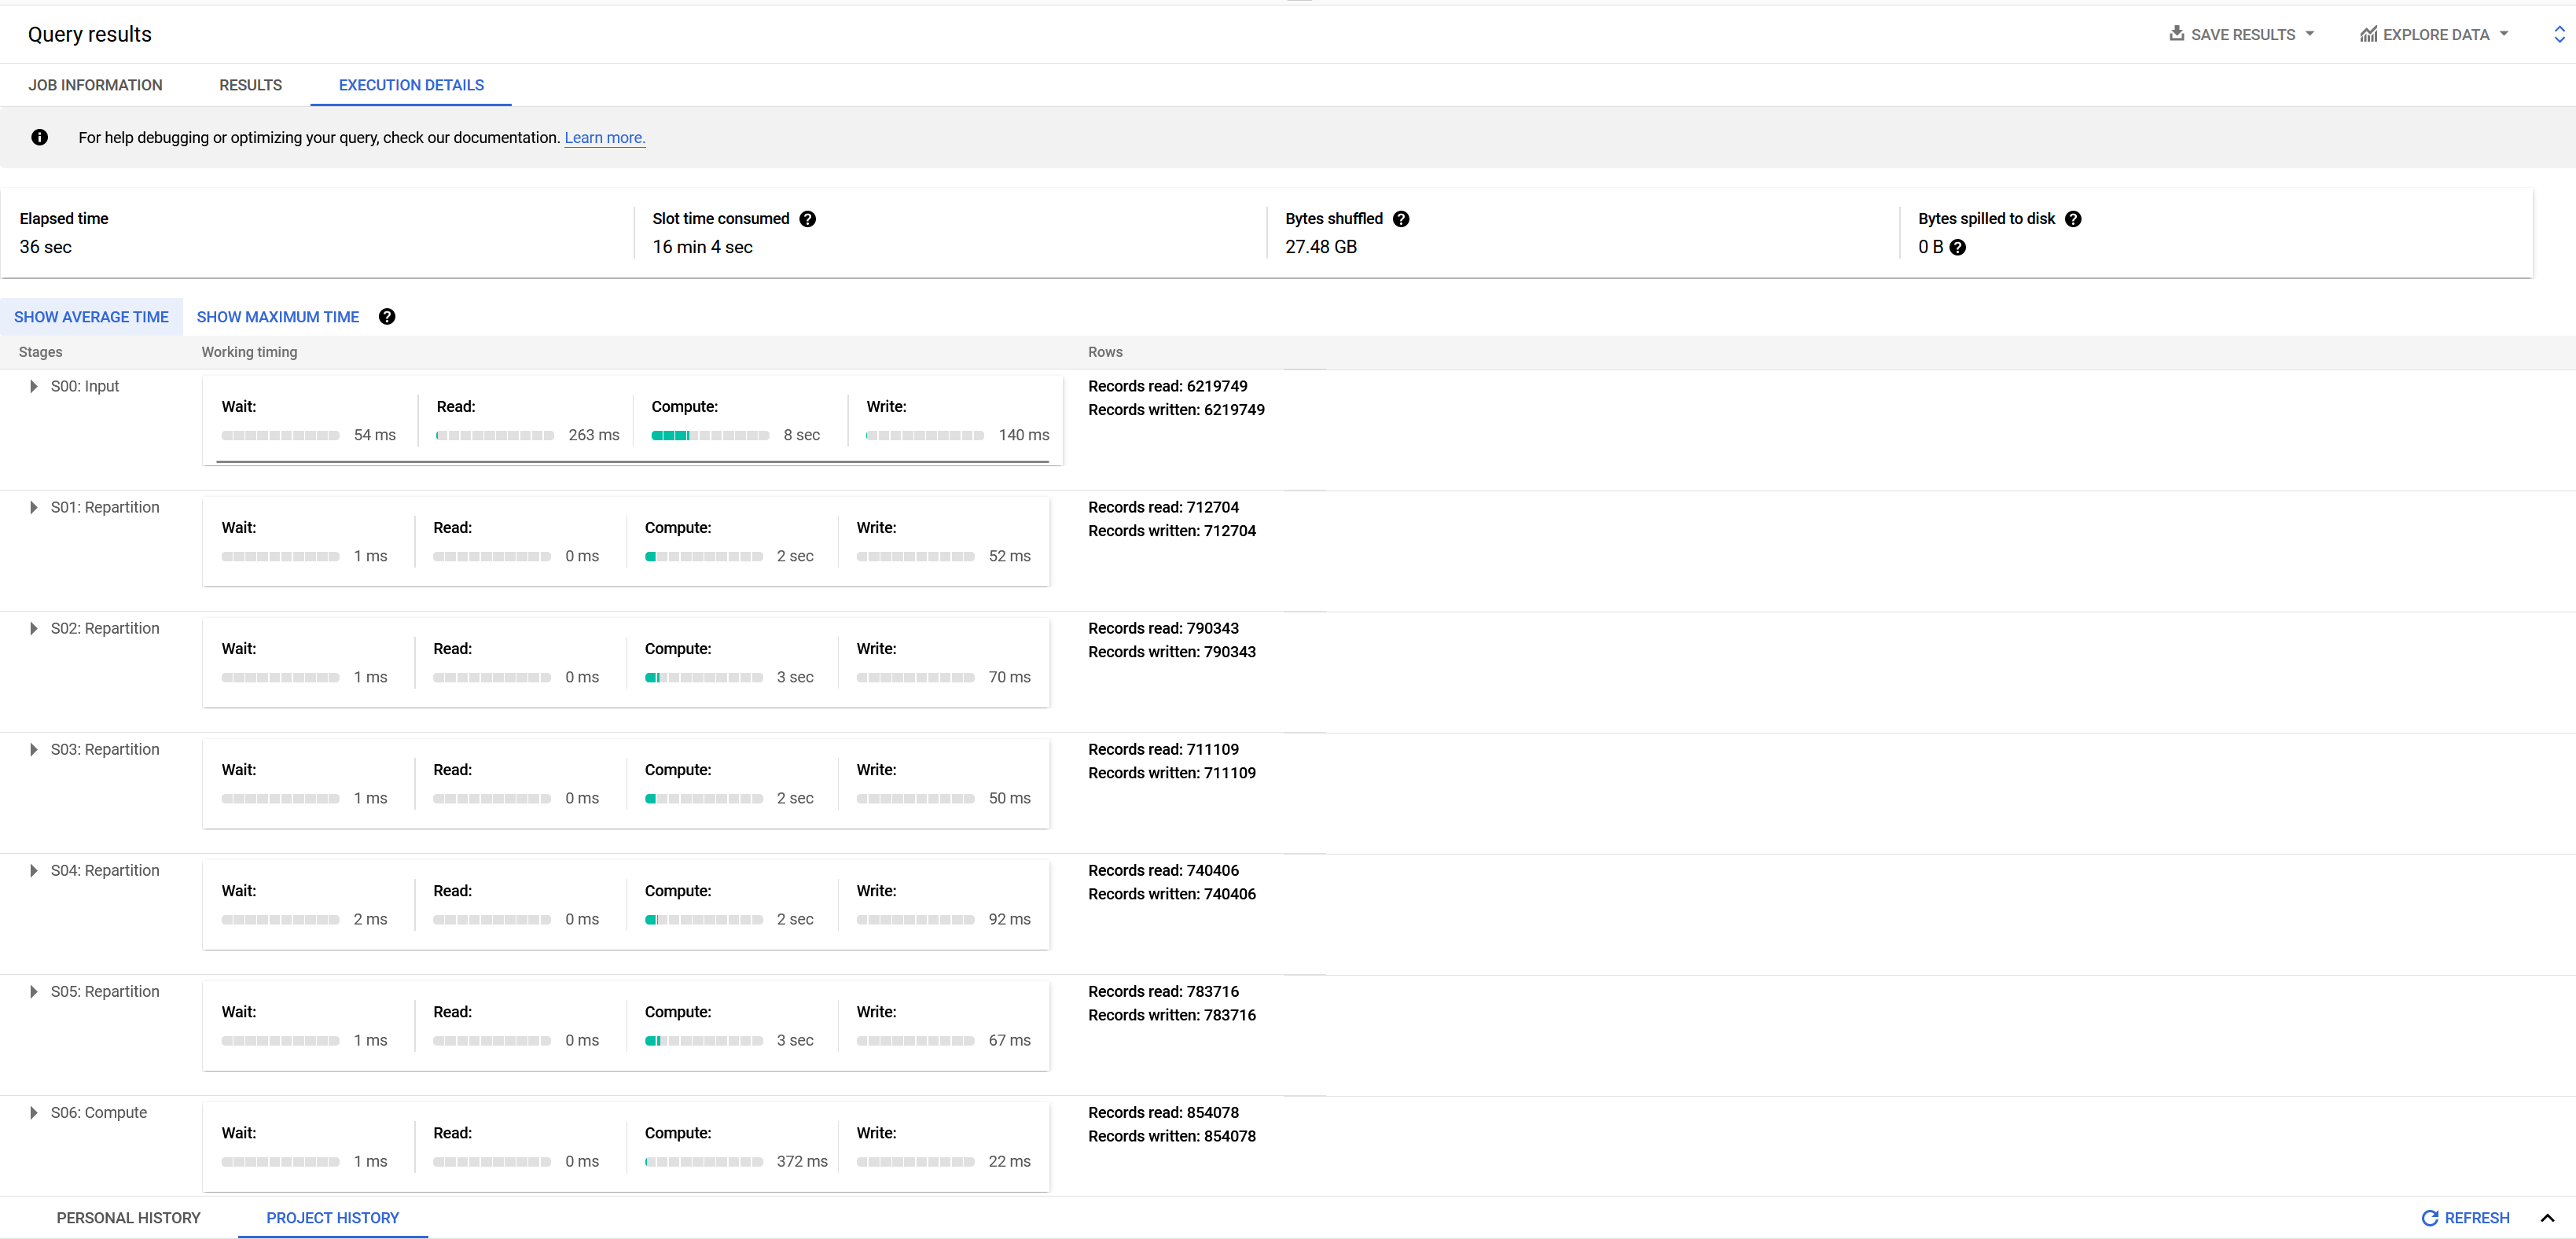 Query results
SAVE RESULTS
EXPLORE DATA
JOB INFORMATION
RESULTS
EXECUTION DETAILS
For help debugging or optimizing your query, check our documentation. Learn more.
Elapsed time
36 sec
Slot time consumed
16 min 4 sec
Bytes shuffled
27.48 GB
Bytes spilled to disk
0 B
SHOW AVERAGE TIME
SHOW MAXIMUM TIME
Stages
Working timing
Rows
S00: Input
Wait:
54 ms
Read:
263 ms
Compute:
8 sec
Write:
140 ms
Records read: 6219749
Records written: 6219749
S01: Repartition
Wait:
1 ms
Read:
0 ms
Compute:
2 sec
Write:
52 ms
Records read: 712704
Records written: 712704
S02: Repartition
Wait:
1 ms
Read:
0 ms
Compute:
3 sec
Write:
70 ms
Records read: 790343
Records written: 790343
S03: Repartition
Wait:
1 ms
Read:
0 ms
Compute:
2 sec
Write:
50 ms
Records read: 711109
Records written: 711109
S04: Repartition
Wait:
2 ms
Read:
0 ms
Compute:
2 sec
Write:
92 ms
Records read: 740406
Records written: 740406
S05: Repartition
Wait:
1 ms
Read:
0 ms
Compute:
3 sec
Write:
67 ms
Records read: 783716
Records written: 783716
S06: Compute
Wait:
1 ms
Read:
0 ms
Compute:
372 ms
Write:
22 ms
Records read: 854078
Records written: 854078
PERSONAL HISTORY
PROJECT HISTORY
REFRESH